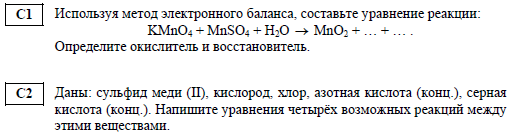 С1 Используя метод электронного баланса, составьте уравнение реакции:
KMnO₄ + MnSO₄ + H₂O → MnO₂ + … + … .
Определите окислитель и восстановитель.
С2 Даны: сульфид меди (II), кислород, хлор, азотная кислота (конц.), серная
кислота (конц.). Напишите уравнения четырёх возможных реакций между
этими веществами.